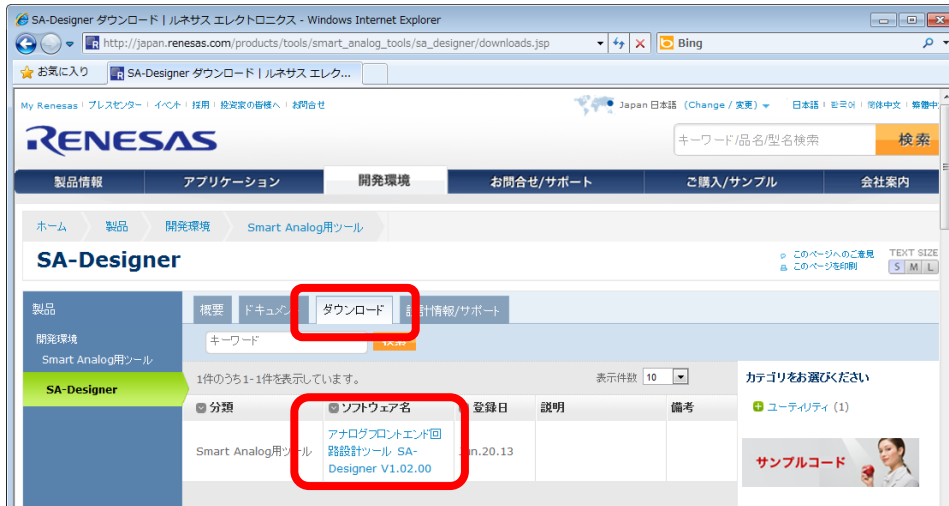 SA-Designer ダウンロード | ルネサス エレクトロニクス - Windows Internet Explorer
http://japan.renesas.com/products/tools/smart_analog_tools/sa_designer/downloads.jsp
Bing
お気に入り
SA-Designer ダウンロード | ルネサス エレク...
My Renesas | プレスセンター | イベント | 採用 | 投資家の皆様へ | お問合せ
Japan 日本語 (Change / 変更)
日本語 | 한국어 | 简体中文 | 繁體中
RENESAS
キーワード/品名/型名検索
検索
製品情報 アプリケーション 開発環境 お問合せ/サポート ご購入/サンプル 会社案内
ホーム 製品 開発環境 Smart Analog用ツール
SA-Designer
このページへのご意見
このページを印刷
TEXT SIZE
S M L
製品
開発環境
Smart Analog用ツール
SA-Designer
概要 ドキュメン ダウンロード 計情報/サポート
キーワード
1件のうち1-1件を表示しています。
表示件数 10
分類 ソフトウェア名 登録日 説明 備考
Smart Analog用ツール
アナログフロントエンド回
路設計ツール SA-
Designer V1.02.00
un.20.13
カテゴリをお選びください
ユーティリティ (1)
サンプルコード